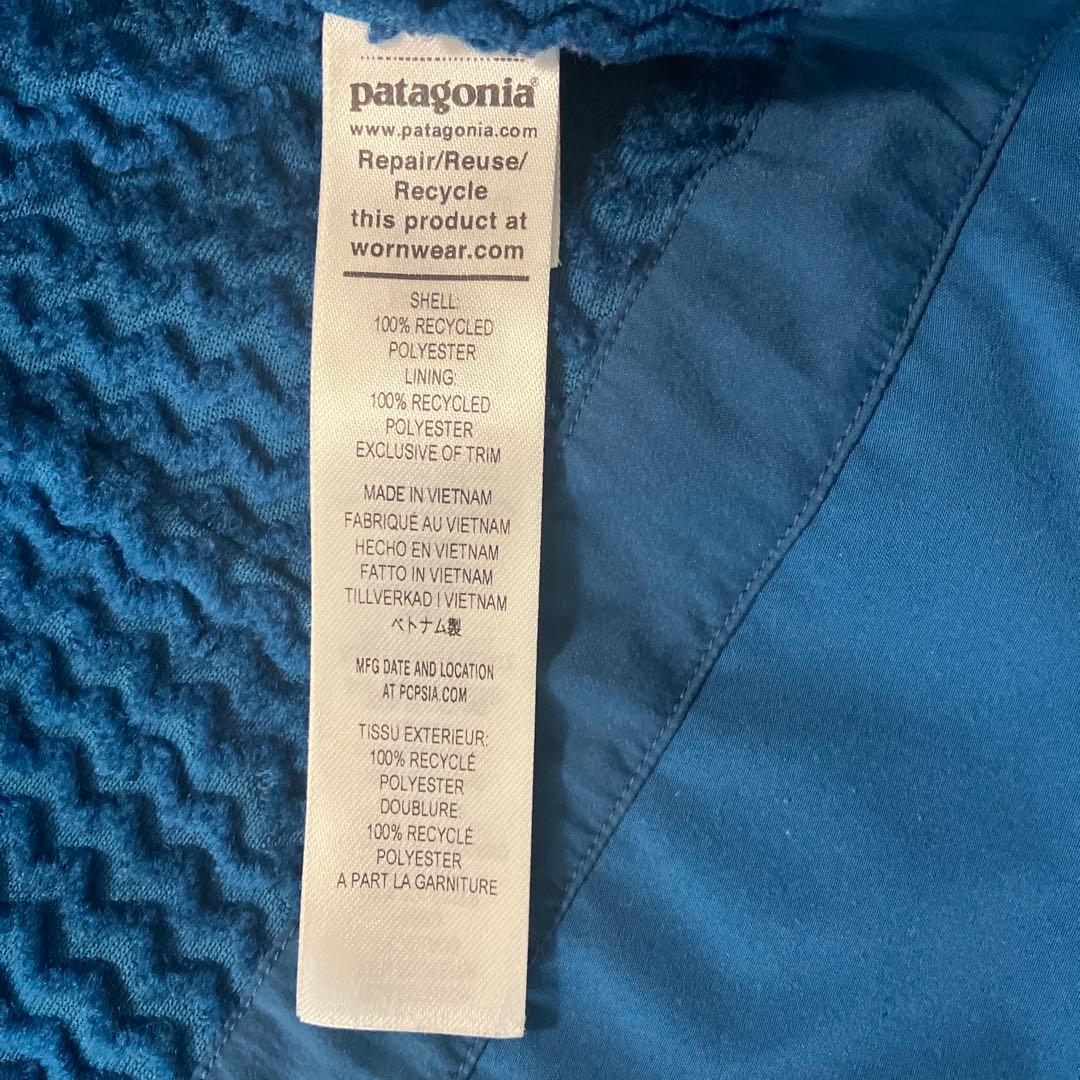 patagonia®
www.patagonia.com
Repair/Reuse/
Recycle
this product at
wornwear.com
SHELL:
100% RECYCLED
POLYESTER
LINING:
100% RECYCLED
POLYESTER
EXCLUSIVE OF TRIM
MADE IN VIETNAM
FABRIQUÉ AU VIETNAM
HECHO EN VIETNAM
FATTO IN VIETNAM
TILLVERKAD I VIETNAM
ベトナム製
MFG DATE AND LOCATION
AT PCPSIA.COM
TISSU EXTERIEUR:
100% RECYCLÉ
POLYESTER
DOUBLURE:
100% RECYCLÉ
POLYESTER
A PART LA GARNITURE